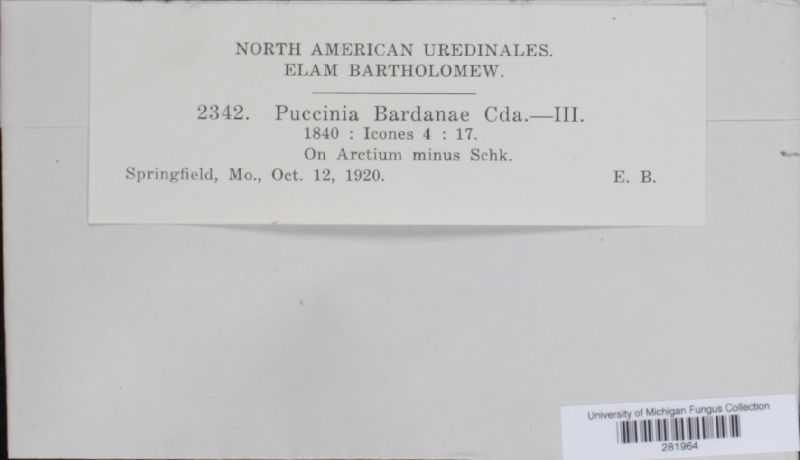 NORTH AMERICAN UREDINALES.
ELAM BARTHOLOMEW.
2342. Puccinia Bardanae Cda.—III.
1840 : Icones 4 : 17.
On Arctium minus Schk.
Springfield, Mo., Oct. 12, 1920. E. B.
University of Michigan Fungus Collection
281964